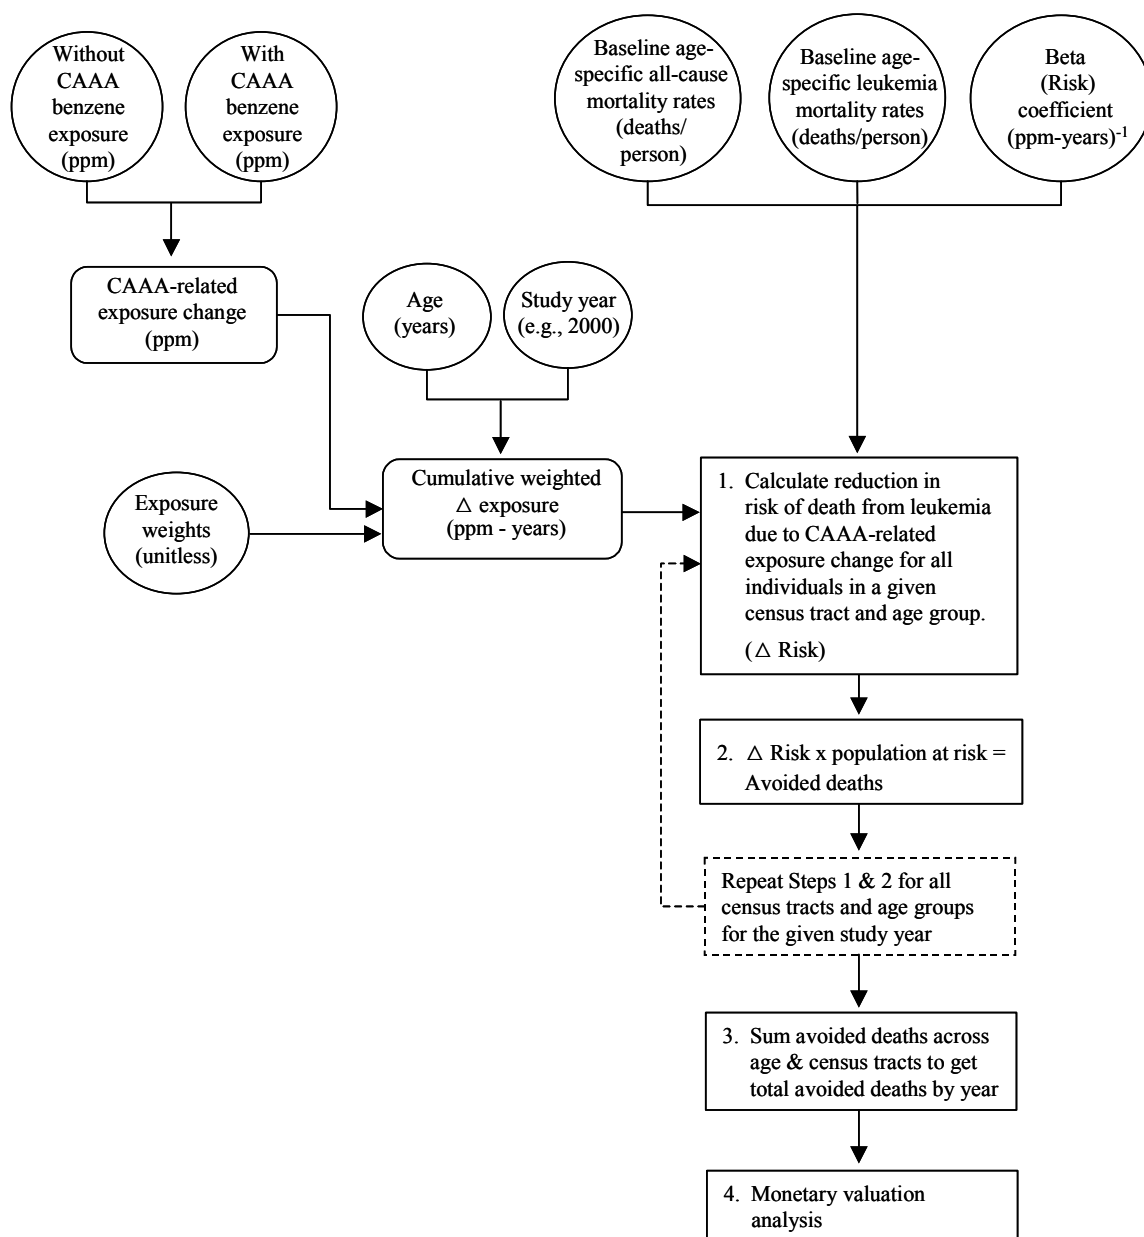 Without
CAAA
benzene
exposure
(ppm)
With
CAAA
benzene
exposure
(ppm)
Baseline age-
specific all-cause
mortality rates
(deaths/
person)
Baseline age-
specific leukemia
mortality rates
(deaths/person)
Beta
(Risk)
coefficient
(ppm-years)⁻¹
CAAA-related
exposure change
(ppm)
Age
(years)
Study year
(e.g., 2000)
Exposure
weights
(unitless)
Cumulative weighted
△ exposure
(ppm - years)
1. Calculate reduction in
risk of death from leukemia
due to CAAA-related
exposure change for all
individuals in a given
census tract and age group.
(△ Risk)
2. △ Risk x population at risk =
Avoided deaths
Repeat Steps 1 & 2 for all
census tracts and age groups
for the given study year
3. Sum avoided deaths across
age & census tracts to get
total avoided deaths by year
4. Monetary valuation
analysis